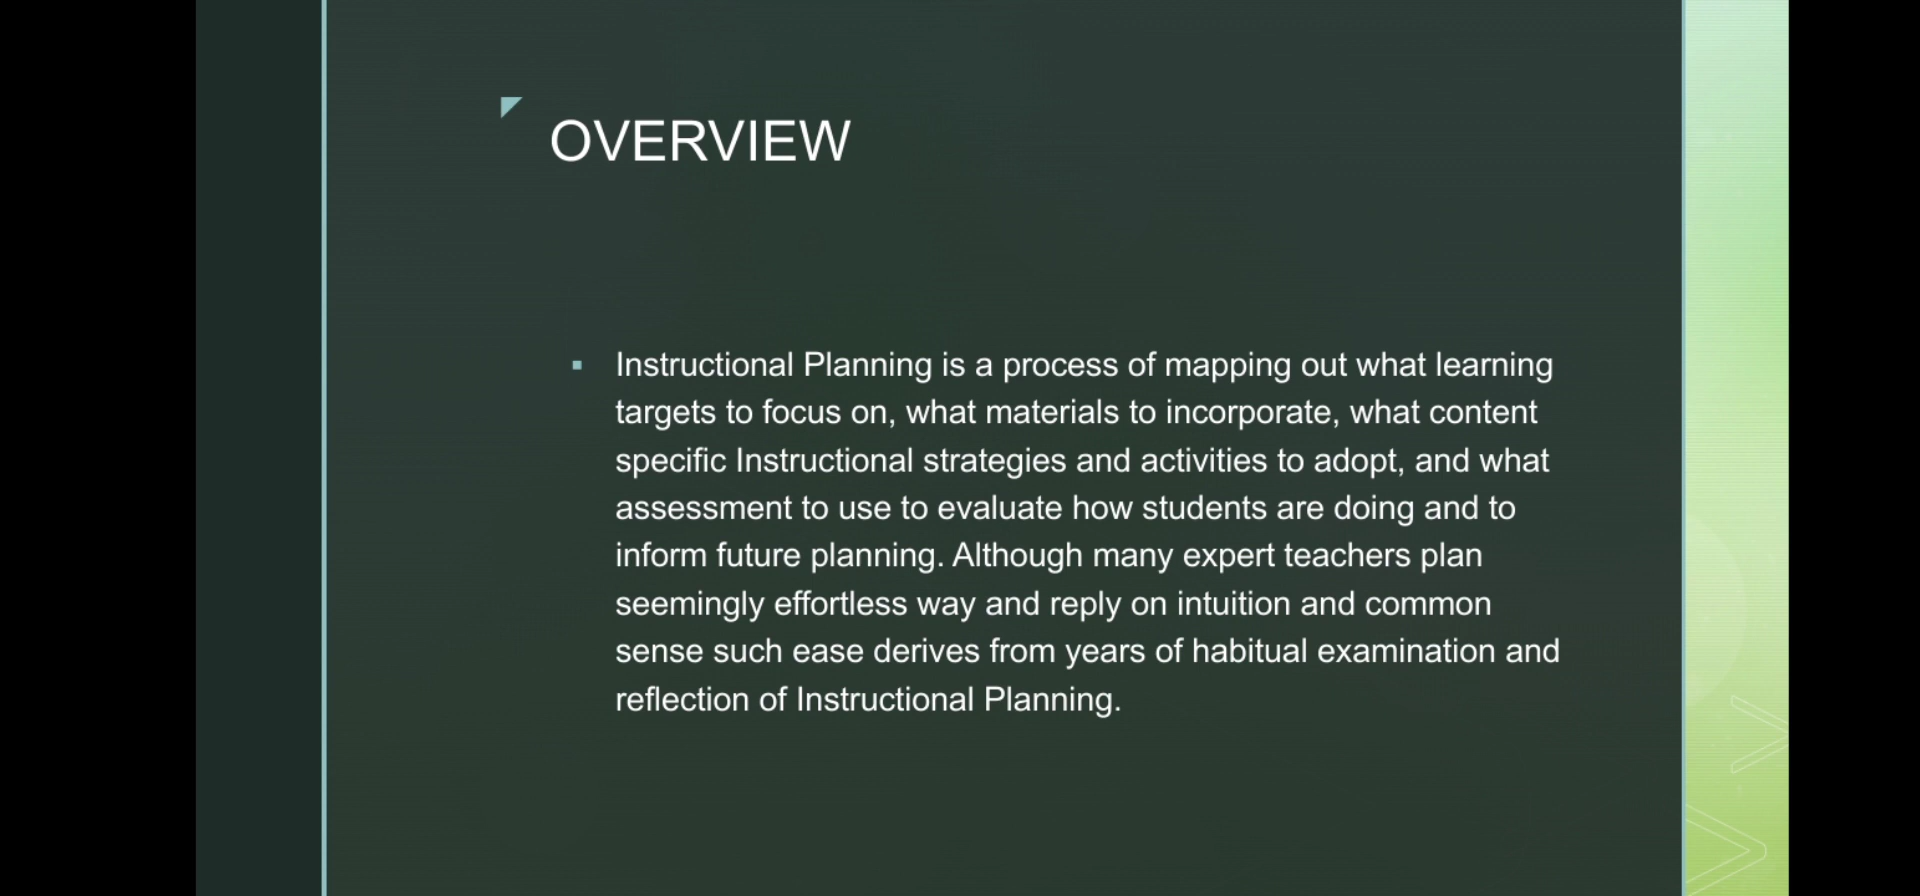 OVERVIEW
Instructional Planning is a process of mapping out what learning
targets to focus on, what materials to incorporate, what content
specific Instructional strategies and activities to adopt, and what
assessment to use to evaluate how students are doing and to
inform future planning. Although many expert teachers plan
seemingly effortless way and reply on intuition and common
sense such ease derives from years of habitual examination and
reflection of Instructional Planning.